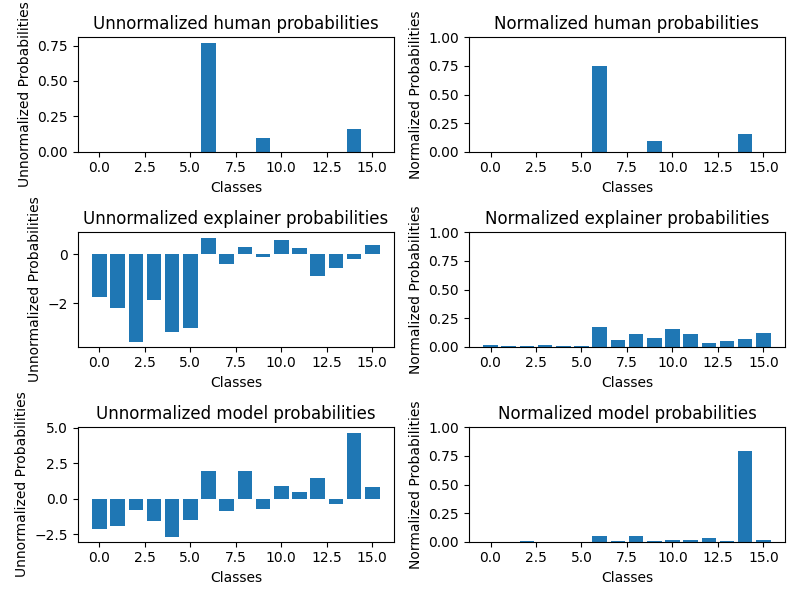 Unnormalized human probabilities
Unnormalized Probabilities
0.75
0.50
0.25
0.00
0.0 2.5 5.0 7.5 10.0 12.5 15.0
Classes
Normalized human probabilities
Normalized Probabilities
1.00
0.75
0.50
0.25
0.00
0.0 2.5 5.0 7.5 10.0 12.5 15.0
Classes
Unnormalized explainer probabilities
Unnormalized Probabilities
0
−2
0.0 2.5 5.0 7.5 10.0 12.5 15.0
Classes
Normalized explainer probabilities
Normalized Probabilities
1.00
0.75
0.50
0.25
0.00
0.0 2.5 5.0 7.5 10.0 12.5 15.0
Classes
Unnormalized model probabilities
Unnormalized Probabilities
5.0
2.5
0.0
−2.5
0.0 2.5 5.0 7.5 10.0 12.5 15.0
Classes
Normalized model probabilities
Normalized Probabilities
1.00
0.75
0.50
0.25
0.00
0.0 2.5 5.0 7.5 10.0 12.5 15.0
Classes